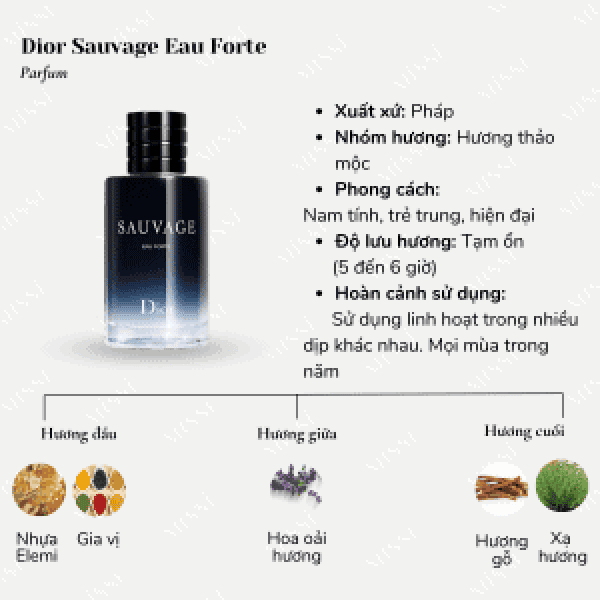 Dior Sauvage Eau Forte
Parfum
SAUVAGE
EAU FORTE
Dior
• Xuất xứ: Pháp
• Nhóm hương: Hương thảo
mộc
• Phong cách:
Nam tính, trẻ trung, hiện đại
• Độ lưu hương: Tạm ổn
(5 đến 6 giờ)
• Hoàn cảnh sử dụng:
Sử dụng linh hoạt trong nhiều
dịp khác nhau. Mọi mùa trong
năm
Hương đầu
Hương giữa
Hương cuối
Nhựa
Elemi
Gia vị
Hoa oải
hương
Hương
gỗ
Xạ
hương